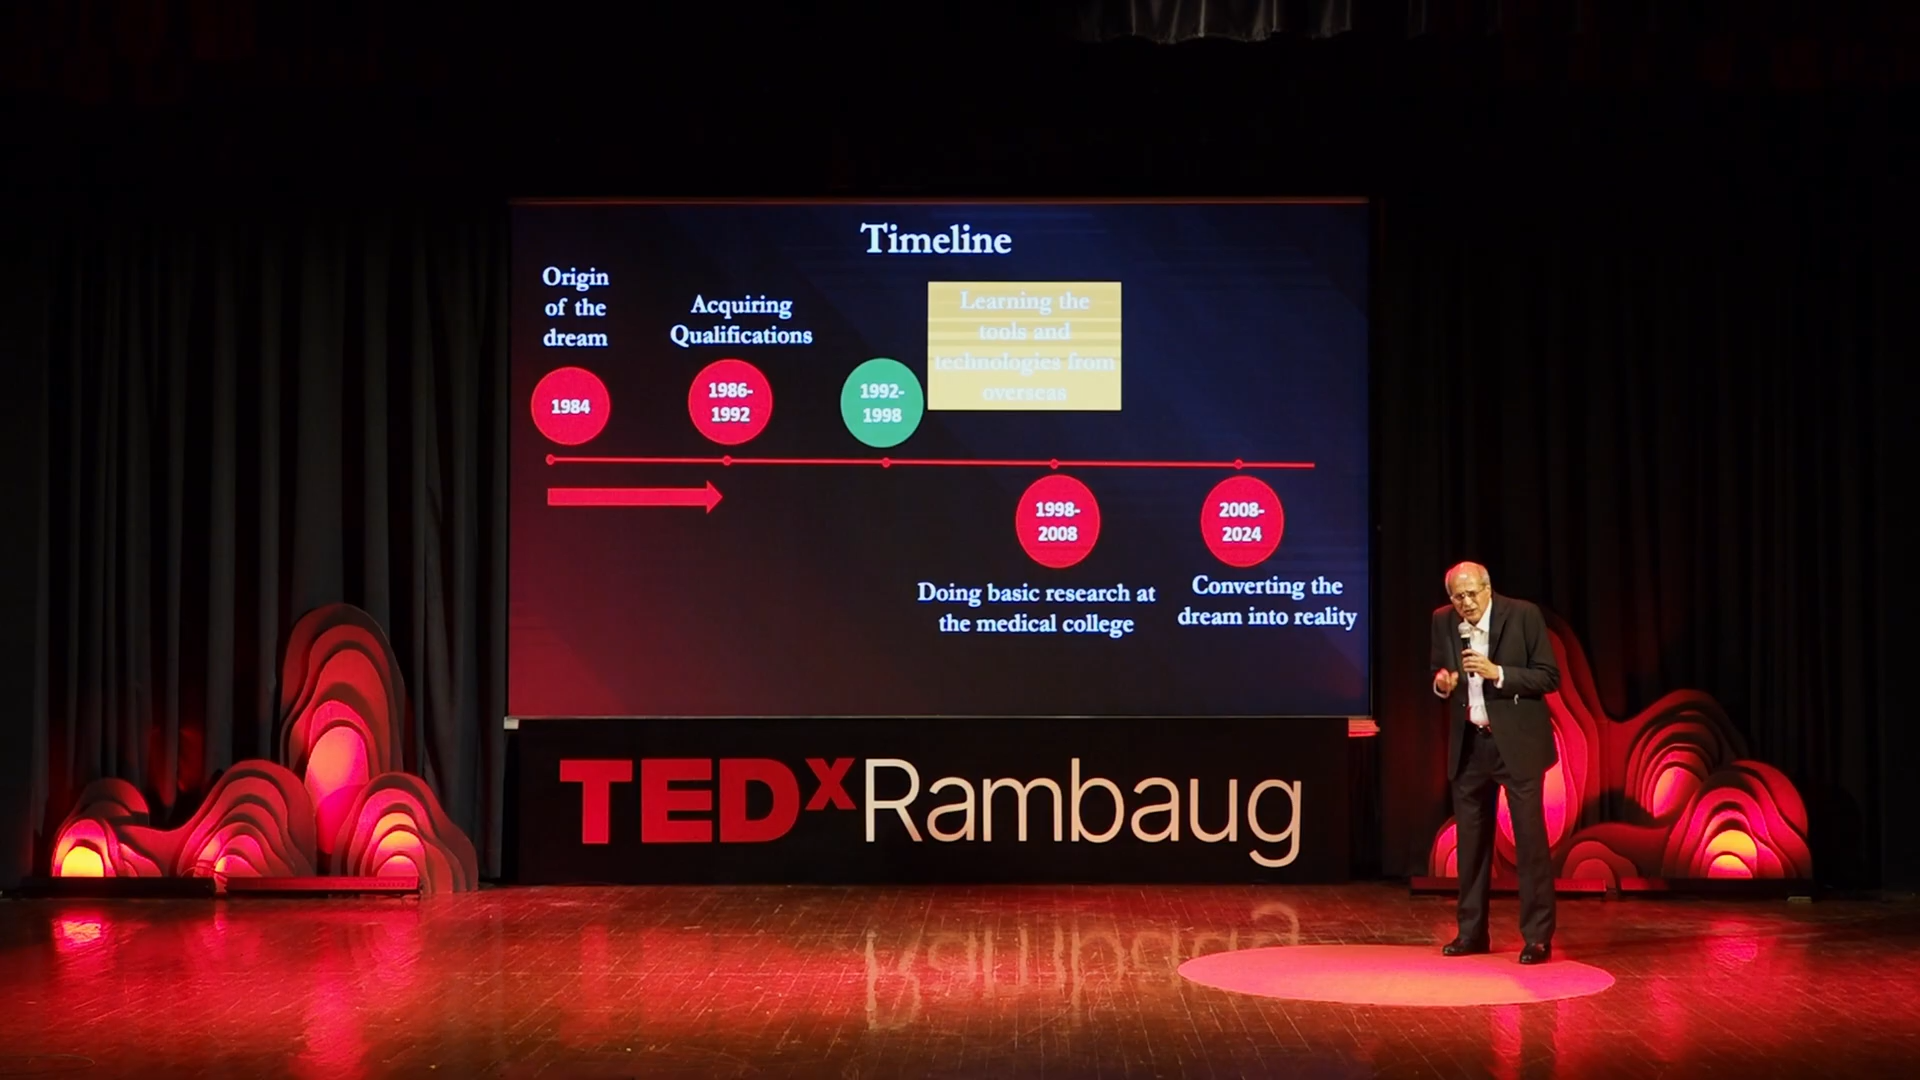 Timeline
Origin
of the
dream
1984
Acquiring
Qualifications
1986-
1992
1992-
1998
Learning the
tools and
technologies from
overseas
1998-
2008
Doing basic research at
the medical college
2008-
2024
Converting the
dream into reality
TEDxRambaug